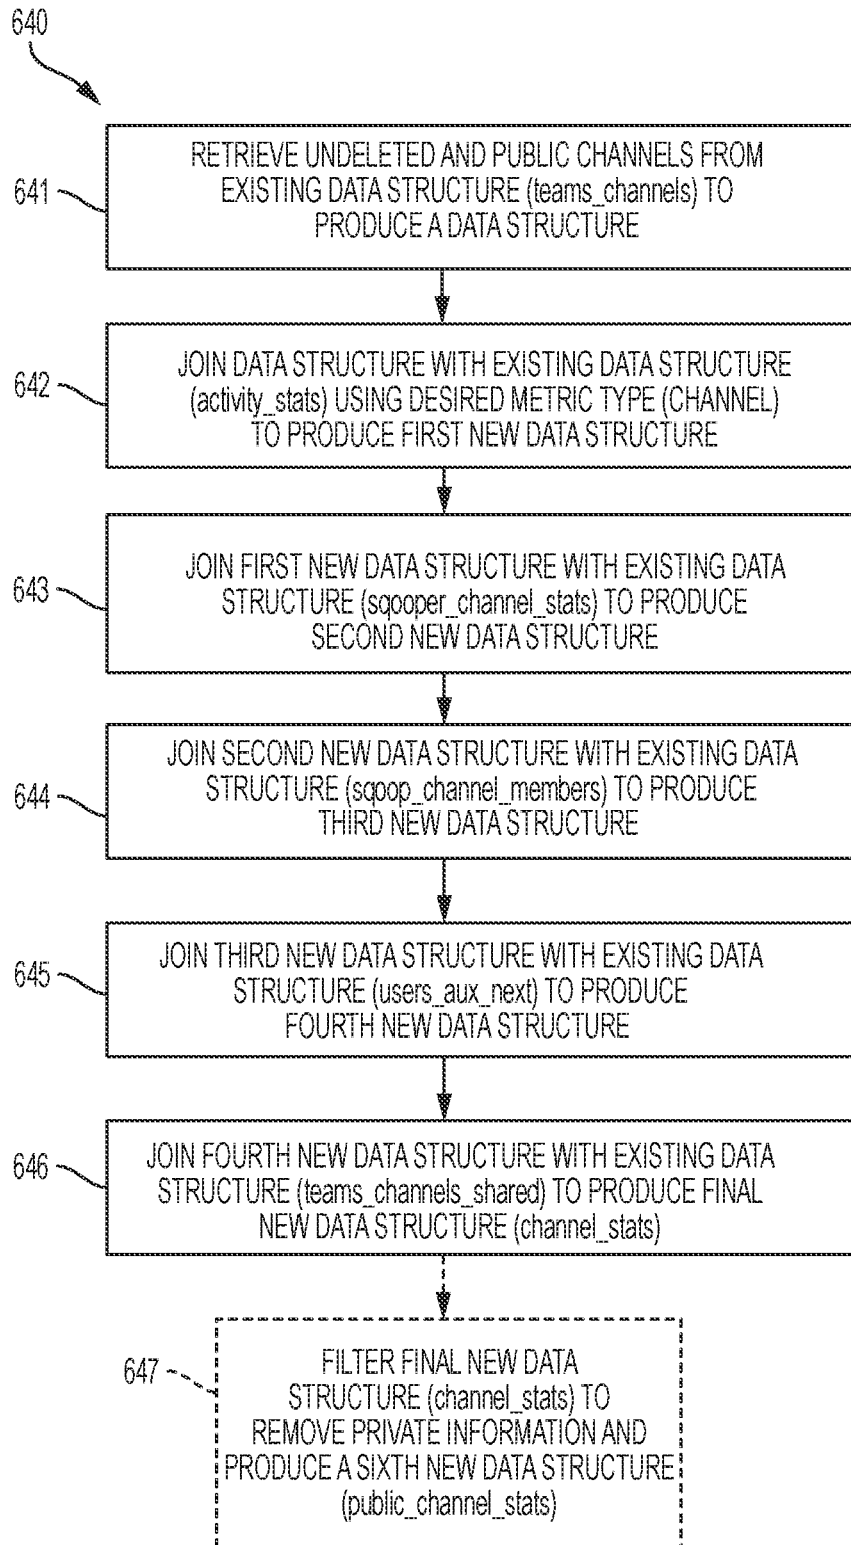 640
641
RETRIEVE UNDELETED AND PUBLIC CHANNELS FROM
EXISTING DATA STRUCTURE (teams_channels) TO
PRODUCE A DATA STRUCTURE
642
JOIN DATA STRUCTURE WITH EXISTING DATA STRUCTURE
(activity_stats) USING DESIRED METRIC TYPE (CHANNEL)
TO PRODUCE FIRST NEW DATA STRUCTURE
643
JOIN FIRST NEW DATA STRUCTURE WITH EXISTING DATA
STRUCTURE (sqooper_channel_stats) TO PRODUCE
SECOND NEW DATA STRUCTURE
644
JOIN SECOND NEW DATA STRUCTURE WITH EXISTING DATA
STRUCTURE (sqpop_channel_members) TO PRODUCE
THIRD NEW DATA STRUCTURE
645
JOIN THIRD NEW DATA STRUCTURE WITH EXISTING DATA
STRUCTURE (users_aux_next) TO PRODUCE
FOURTH NEW DATA STRUCTURE
646
JOIN FOURTH NEW DATA STRUCTURE WITH EXISTING DATA
STRUCTURE (teams_channels_shared) TO PRODUCE FINAL
NEW DATA STRUCTURE (channel_stats)
647
FILTER FINAL NEW DATA
STRUCTURE (channel_stats) TO
REMOVE PRIVATE INFORMATION AND
PRODUCE A SIXTH NEW DATA STRUCTURE
(public_channel_stats)